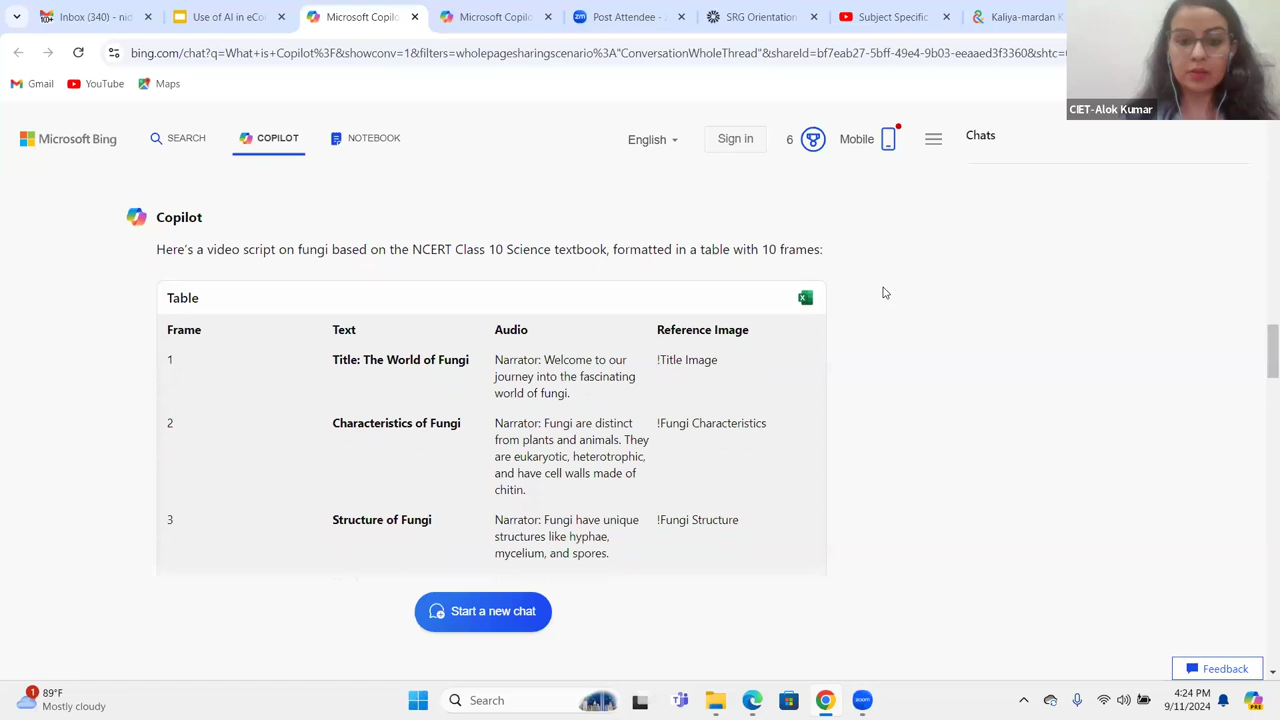 Inbox (340) - nid
Use of AI in eCo
Microsoft Copilo
Microsoft Copilo
Post Attendee -
SRG Orientation
Subject Specific
Kaliya-mardan K
bing.com/chat?q=What+is+Copilot%3F&showconv=1&filters=wholepagesharingscenario%3A"ConversationWholeThread"&shareId=bf7eab27-5bff-49e4-9b03-eeaaed3f3360&shtc=
Gmail
YouTube
Maps
CIET-Alok Kumar
Microsoft Bing
SEARCH
COPILOT
NOTEBOOK
English
Sign in
6
Mobile
Chats
Copilot
Here's a video script on fungi based on the NCERT Class 10 Science textbook, formatted in a table with 10 frames:
Table
Frame Text Audio Reference Image
1 Title: The World of Fungi Narrator: Welcome to our !Title Image
journey into the fascinating
world of fungi.
2 Characteristics of Fungi Narrator: Fungi are distinct !Fungi Characteristics
from plants and animals. They
are eukaryotic, heterotrophic,
and have cell walls made of
chitin.
3 Structure of Fungi Narrator: Fungi have unique !Fungi Structure
structures like hyphae,
mycelium, and spores.
Start a new chat
Feedback
1
89°F
Mostly cloudy
Search
zoom
4:24 PM
9/11/2024
PRE